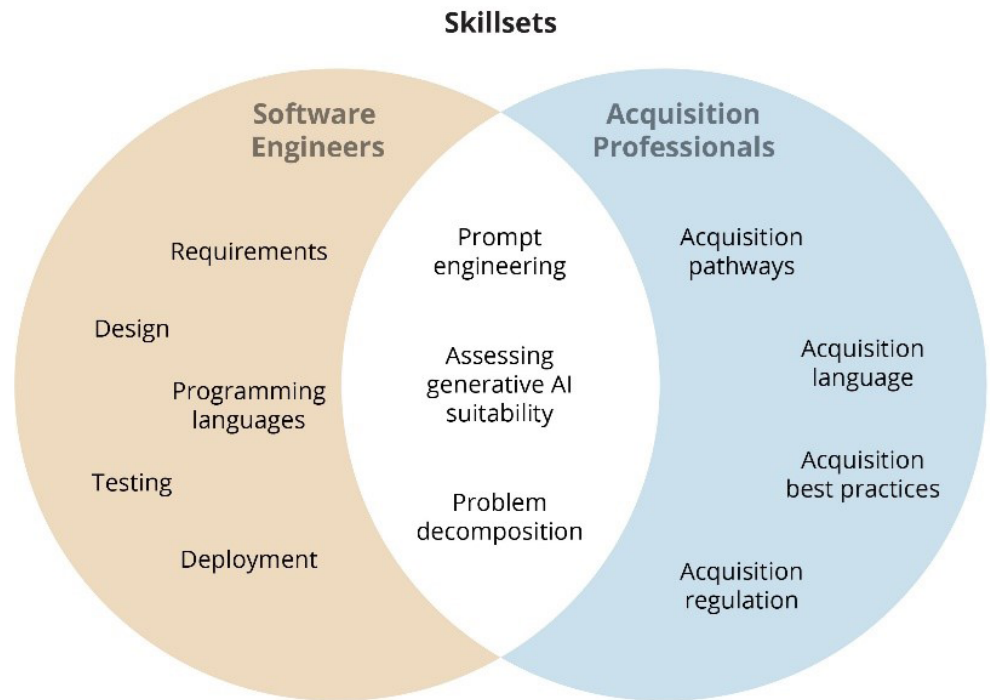 Skillsets
Software
Engineers
Requirements
Design
Programming
languages
Testing
Deployment
Prompt
engineering
Assessing
generative AI
suitability
Problem
decomposition
Acquisition
Professionals
Acquisition
pathways
Acquisition
language
Acquisition
best practices
Acquisition
regulation